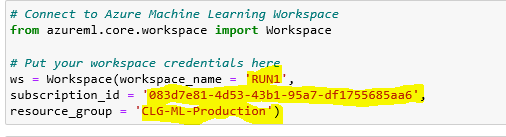 # Connect to Azure Machine Learning Workspace
from azureml.core.workspace import Workspace
# Put your workspace credentials here
ws = Workspace(workspace_name = 'RUN1',
subscription_id = '083d7e81-4d53-43b1-95a7-df1755685aa6',
resource_group = 'CLG-ML-Production')